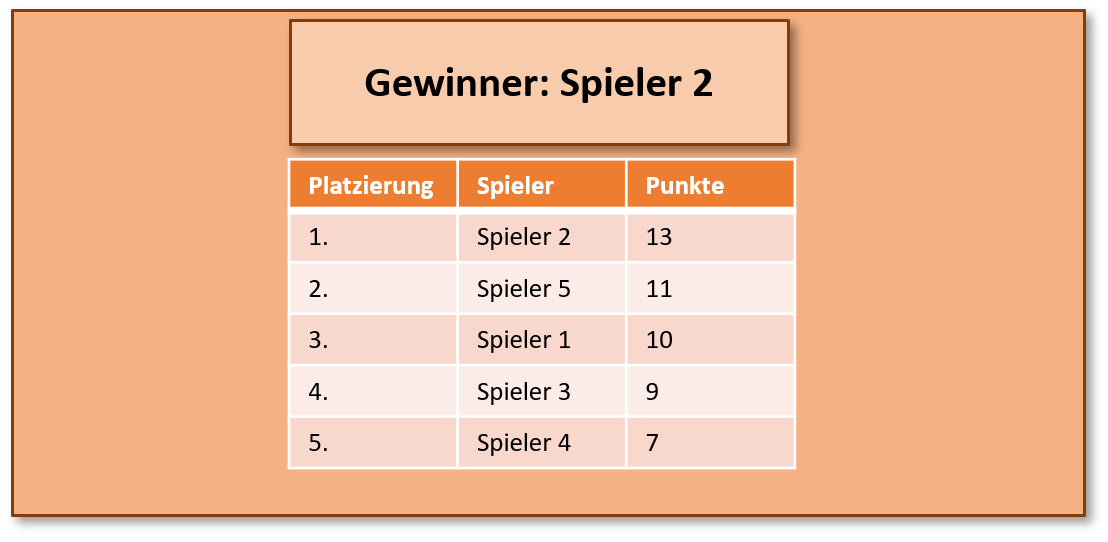 Gewinner: Spieler 2
Platzierung Spieler Punkte
1. Spieler 2 13
2. Spieler 5 11
3. Spieler 1 10
4. Spieler 3 9
5. Spieler 4 7